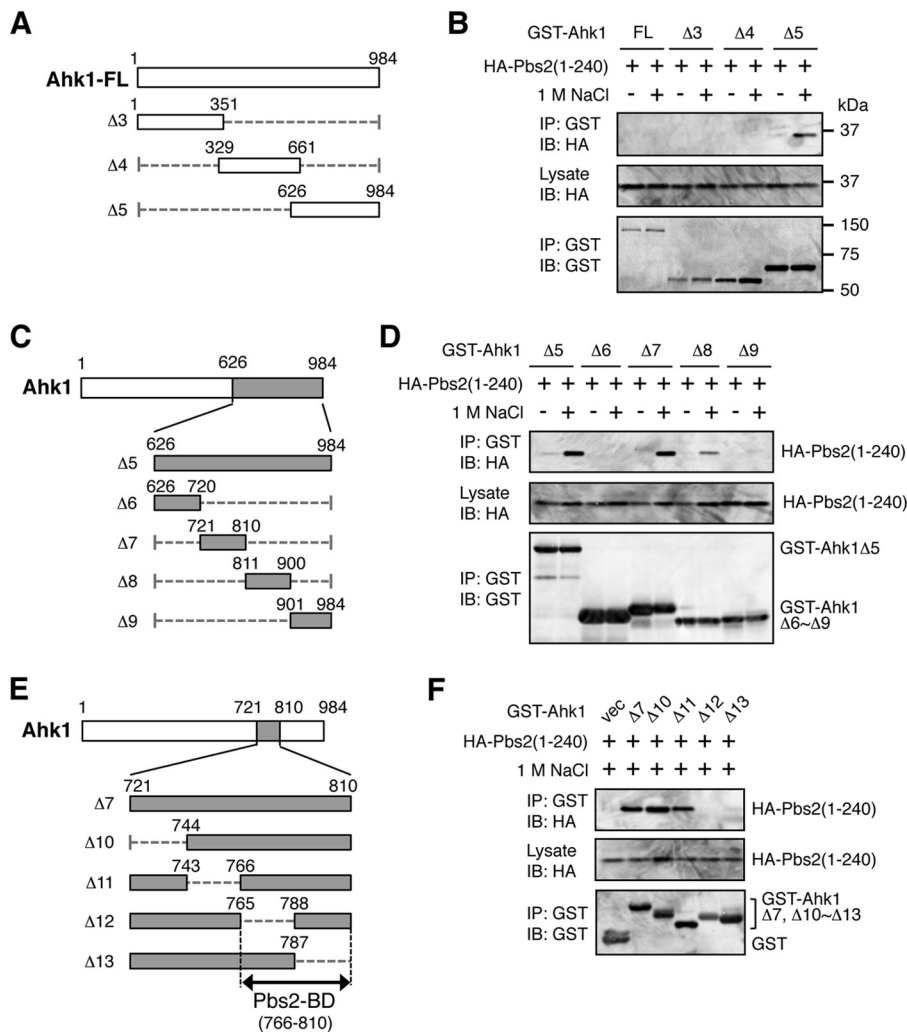 A
1 984
Ahk1-FL
1 351
Δ3
329 661
Δ4
626 984
Δ5
B
GST-Ahk1 FL Δ3 Δ4 Δ5
HA-Pbs2(1-240) + + + + + + + +
1 M NaCl - + - + - + - +
kDa
IP: GST
IB: HA
37
Lysate
IB: HA
37
IP: GST
IB: GST
150
75
50
C
1 626 984
Ahk1
626 984
Δ5
626 720
Δ6
721 810
Δ7
811 900
Δ8
901 984
Δ9
D
GST-Ahk1 Δ5 Δ6 Δ7 Δ8 Δ9
HA-Pbs2(1-240) + + + + + + + + + +
1 M NaCl - + - + - + - + - +
IP: GST
IB: HA
HA-Pbs2(1-240)
Lysate
IB: HA
HA-Pbs2(1-240)
IP: GST
IB: GST
GST-Ahk1Δ5
GST-Ahk1
Δ6~Δ9
E
1 721 810 984
Ahk1
721 810
Δ7
744
Δ10
743 766
Δ11
765 788
Δ12
787
Δ13
Pbs2-BD
(766-810)
F
GST-Ahk1 vec Δ7 Δ10 Δ11 Δ12 Δ13
HA-Pbs2(1-240) + + + + + +
1 M NaCl + + + + + +
IP: GST
IB: HA
HA-Pbs2(1-240)
Lysate
IB: HA
HA-Pbs2(1-240)
IP: GST
IB: GST
GST-Ahk1
Δ7, Δ10~Δ13
GST